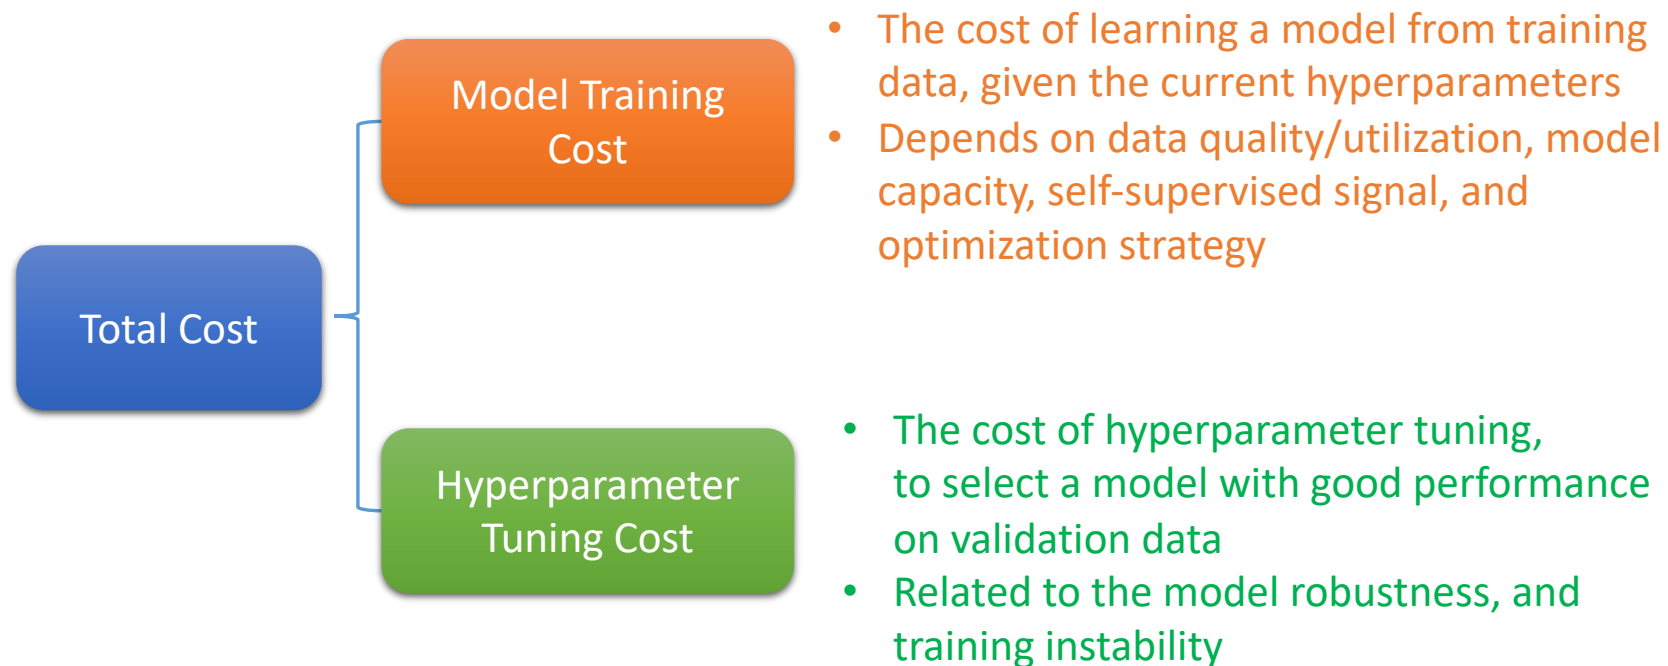 Total Cost
Model Training
Cost
• The cost of learning a model from training
data, given the current hyperparameters
• Depends on data quality/utilization, model
capacity, self-supervised signal, and
optimization strategy
Hyperparameter
Tuning Cost
• The cost of hyperparameter tuning,
to select a model with good performance
on validation data
• Related to the model robustness, and
training instability